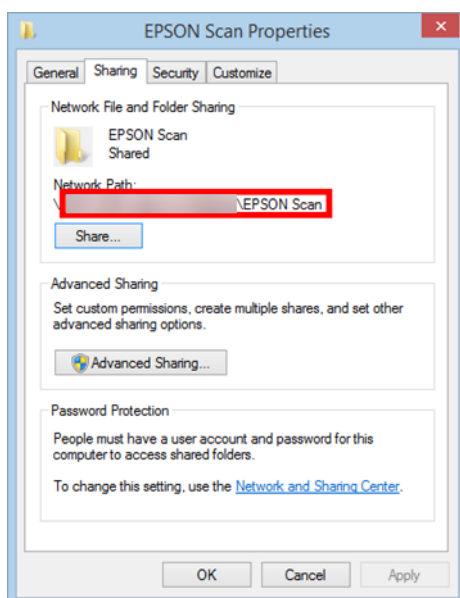 EPSON Scan Properties
General Sharing Security Customize
Network File and Folder Sharing
EPSON Scan
Shared
Network Path:
\EPSON Scan
Share...
Advanced Sharing
Set custom permissions, create multiple shares, and set other
advanced sharing options.
Advanced Sharing...
Password Protection
People must have a user account and password for this
computer to access shared folders.
To change this setting, use the Network and Sharing Center.
OK Cancel Apply